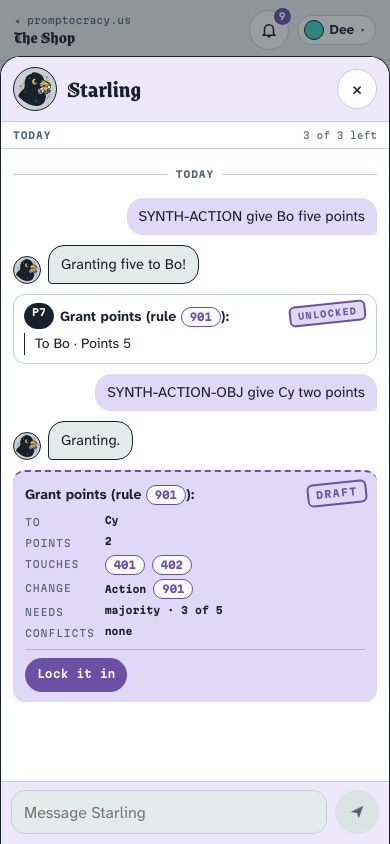 ◂ promptocracy.us
The Shop
9
Dee ▾
Starling
×
TODAY 3 of 3 left
TODAY
SYNTH-ACTION give Bo five points
Granting five to Bo!
P7 Grant points (rule 901): UNLOCKED
To Bo · Points 5
SYNTH-ACTION-OBJ give Cy two points
Granting.
Grant points (rule 901): DRAFT
TO Cy
POINTS 2
TOUCHES 401 402
CHANGE Action 901
NEEDS majority · 3 of 5
CONFLICTS none
Lock it in
Message Starling